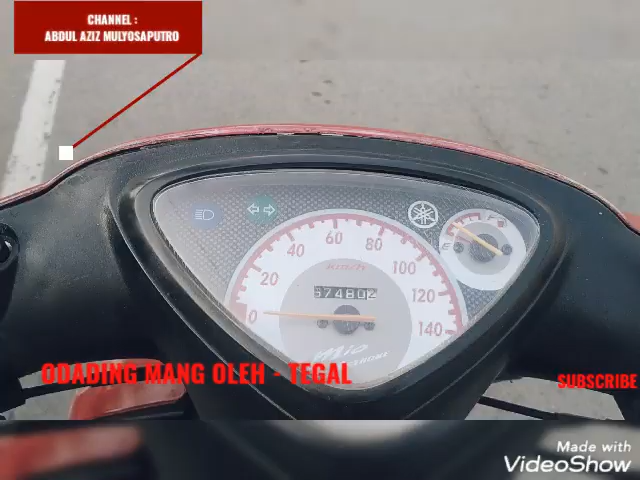 CHANNEL :
ABDUL AZIZ MULYOSAPUTRO
F
E
0 20 40 60 80 100 120 140
km/h
574802
Mio
ODADING MANG OLEH - TEGAL
SUBSCRIBE
Made with
VideoShow